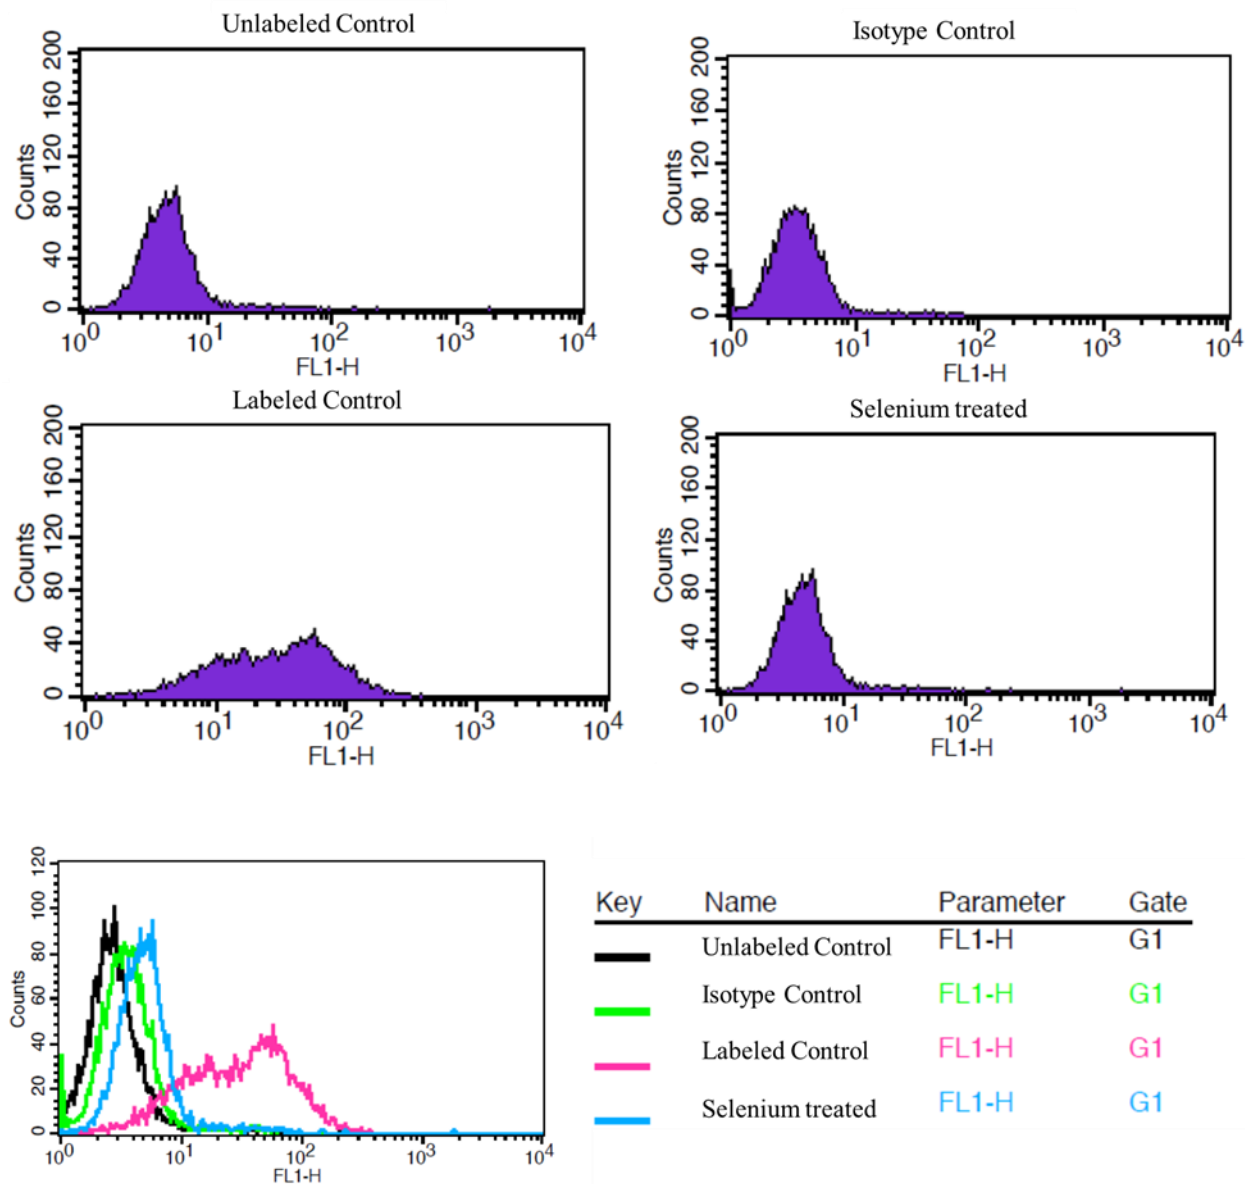 Unlabeled Control
200
160
120
80
40
0
Counts
10^0 10^1 10^2 10^3 10^4
FL1-H
Isotype Control
200
160
120
80
40
0
Counts
10^0 10^1 10^2 10^3 10^4
FL1-H
Labeled Control
200
160
120
80
40
0
Counts
10^0 10^1 10^2 10^3 10^4
FL1-H
Selenium treated
200
160
120
80
40
0
Counts
10^0 10^1 10^2 10^3 10^4
FL1-H
120
100
80
60
40
20
0
Counts
10^0 10^1 10^2 10^3 10^4
FL1-H
Key Name Parameter Gate
Unlabeled Control FL1-H G1
Isotype Control FL1-H G1
Labeled Control FL1-H G1
Selenium treated FL1-H G1